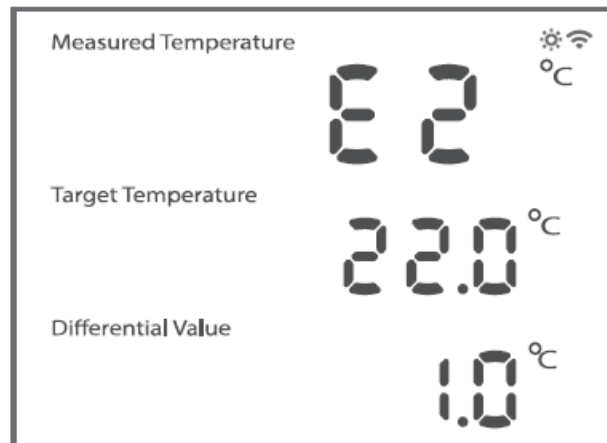 Measured Temperature
E2 °C
Target Temperature
22.0 °C
Differential Value
1.0 °C